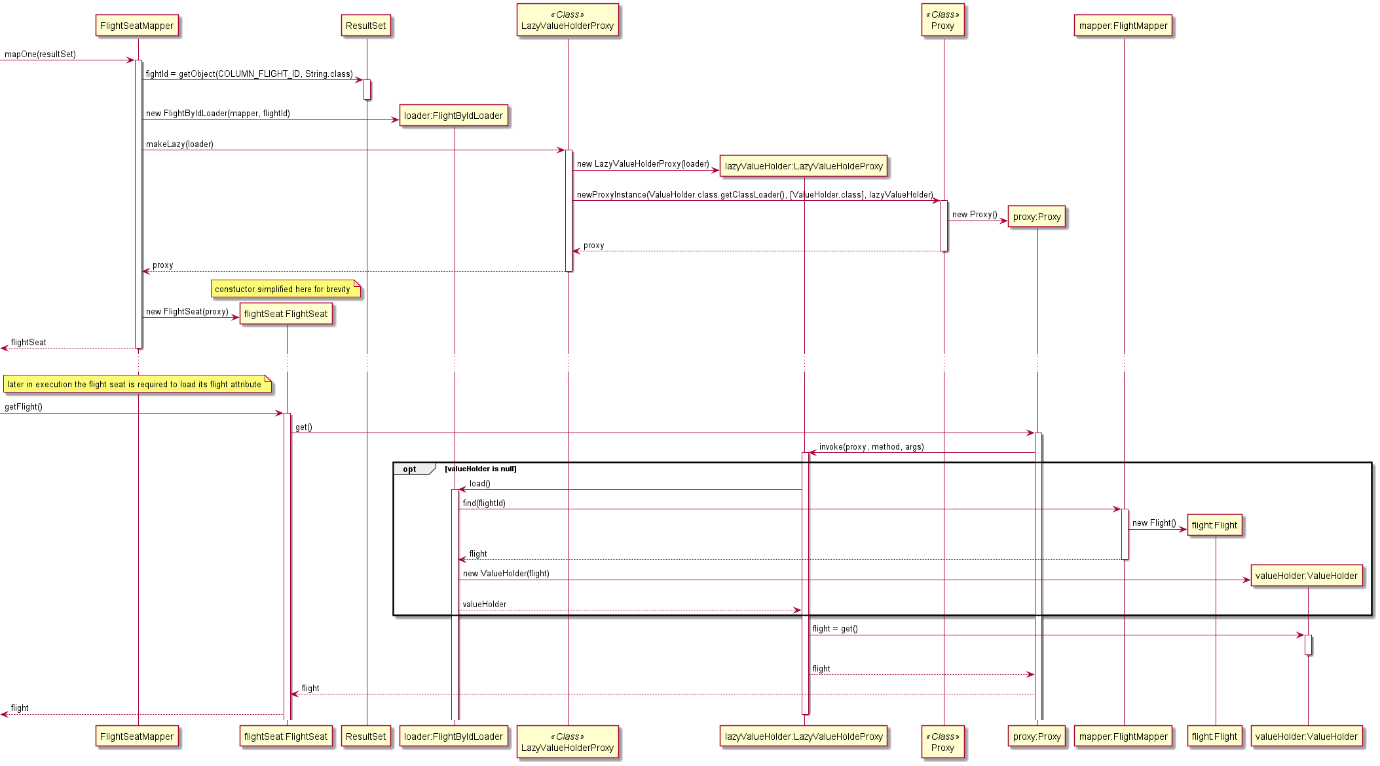 FlightSeatMapper
ResultSet
«Class»
LazyValueHolderProxy
«Class»
Proxy
mapper:FlightMapper
mapOne(resultSet)
fightId = getObject(COLUMN_FLIGHT_ID, String.class)
new FlightByIdLoader(mapper, flightId)
loader:FlightByIdLoader
makeLazy(loader)
new LazyValueHolderProxy(loader)
lazyValueHolder:LazyValueHoldeProxy
newProxyInstance(ValueHolder.class.getClassLoader(), [ValueHolder.class], lazyValueHolder)
new Proxy()
proxy:Proxy
proxy
proxy
constuctor simplified here for brevity
new FlightSeat(proxy)
flightSeat:FlightSeat
flightSeat
later in execution the flight seat is required to load its flight attribute
getFlight()
get()
invoke(proxy, method, args)
opt [valueHolder is null]
load()
find(flightId)
new Flight()
flight:Flight
flight
new ValueHolder(flight)
valueHolder:ValueHolder
valueHolder
flight = get()
flight
flight
flight
FlightSeatMapper
flightSeat:FlightSeat
ResultSet
loader:FlightByIdLoader
«Class»
LazyValueHolderProxy
lazyValueHolder:LazyValueHoldeProxy
«Class»
Proxy
proxy:Proxy
mapper:FlightMapper
flight:Flight
valueHolder:ValueHolder